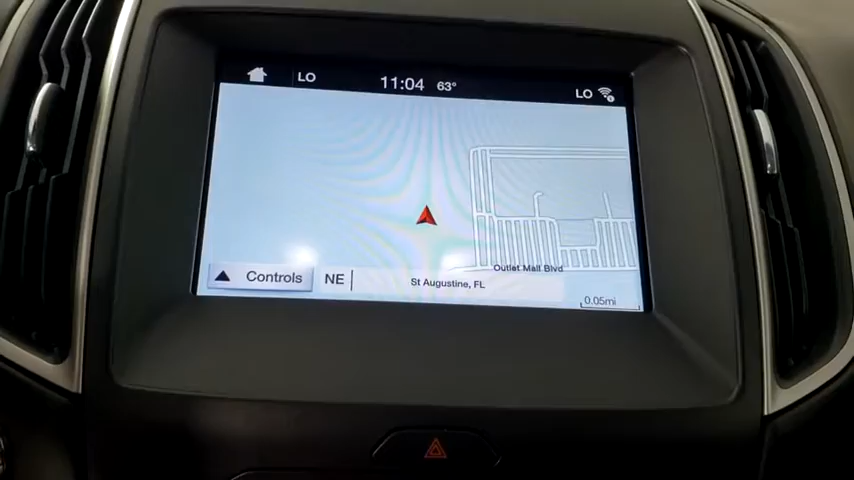 LO 11:04 63° LO
Outlet Mall Blvd
Controls NE St Augustine, FL
0.05mi